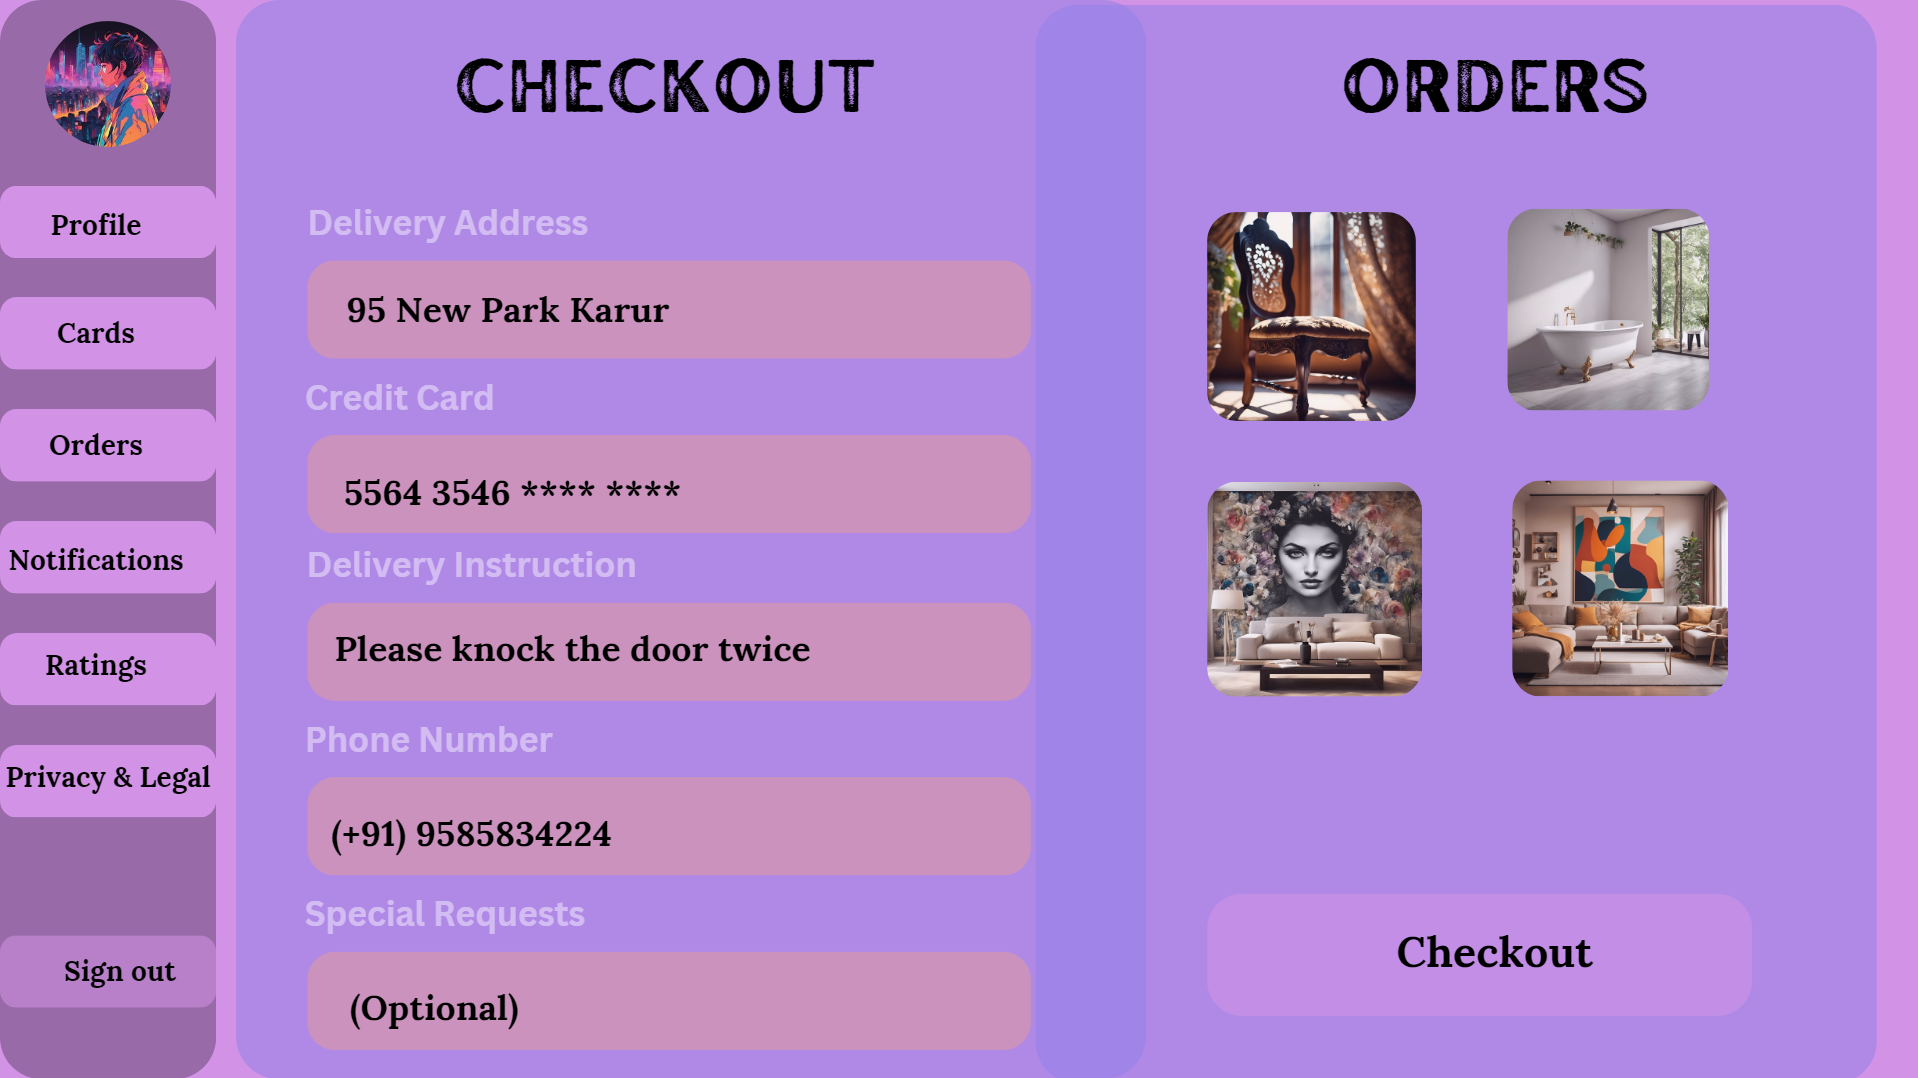 Profile
Cards
Orders
Notifications
Ratings
Privacy & Legal
Sign out
CHECKOUT
Delivery Address
95 New Park Karur
Credit Card
5564 3546 **** ****
Delivery Instruction
Please knock the door twice
Phone Number
(+91) 9585834224
Special Requests
(Optional)
ORDERS
Checkout